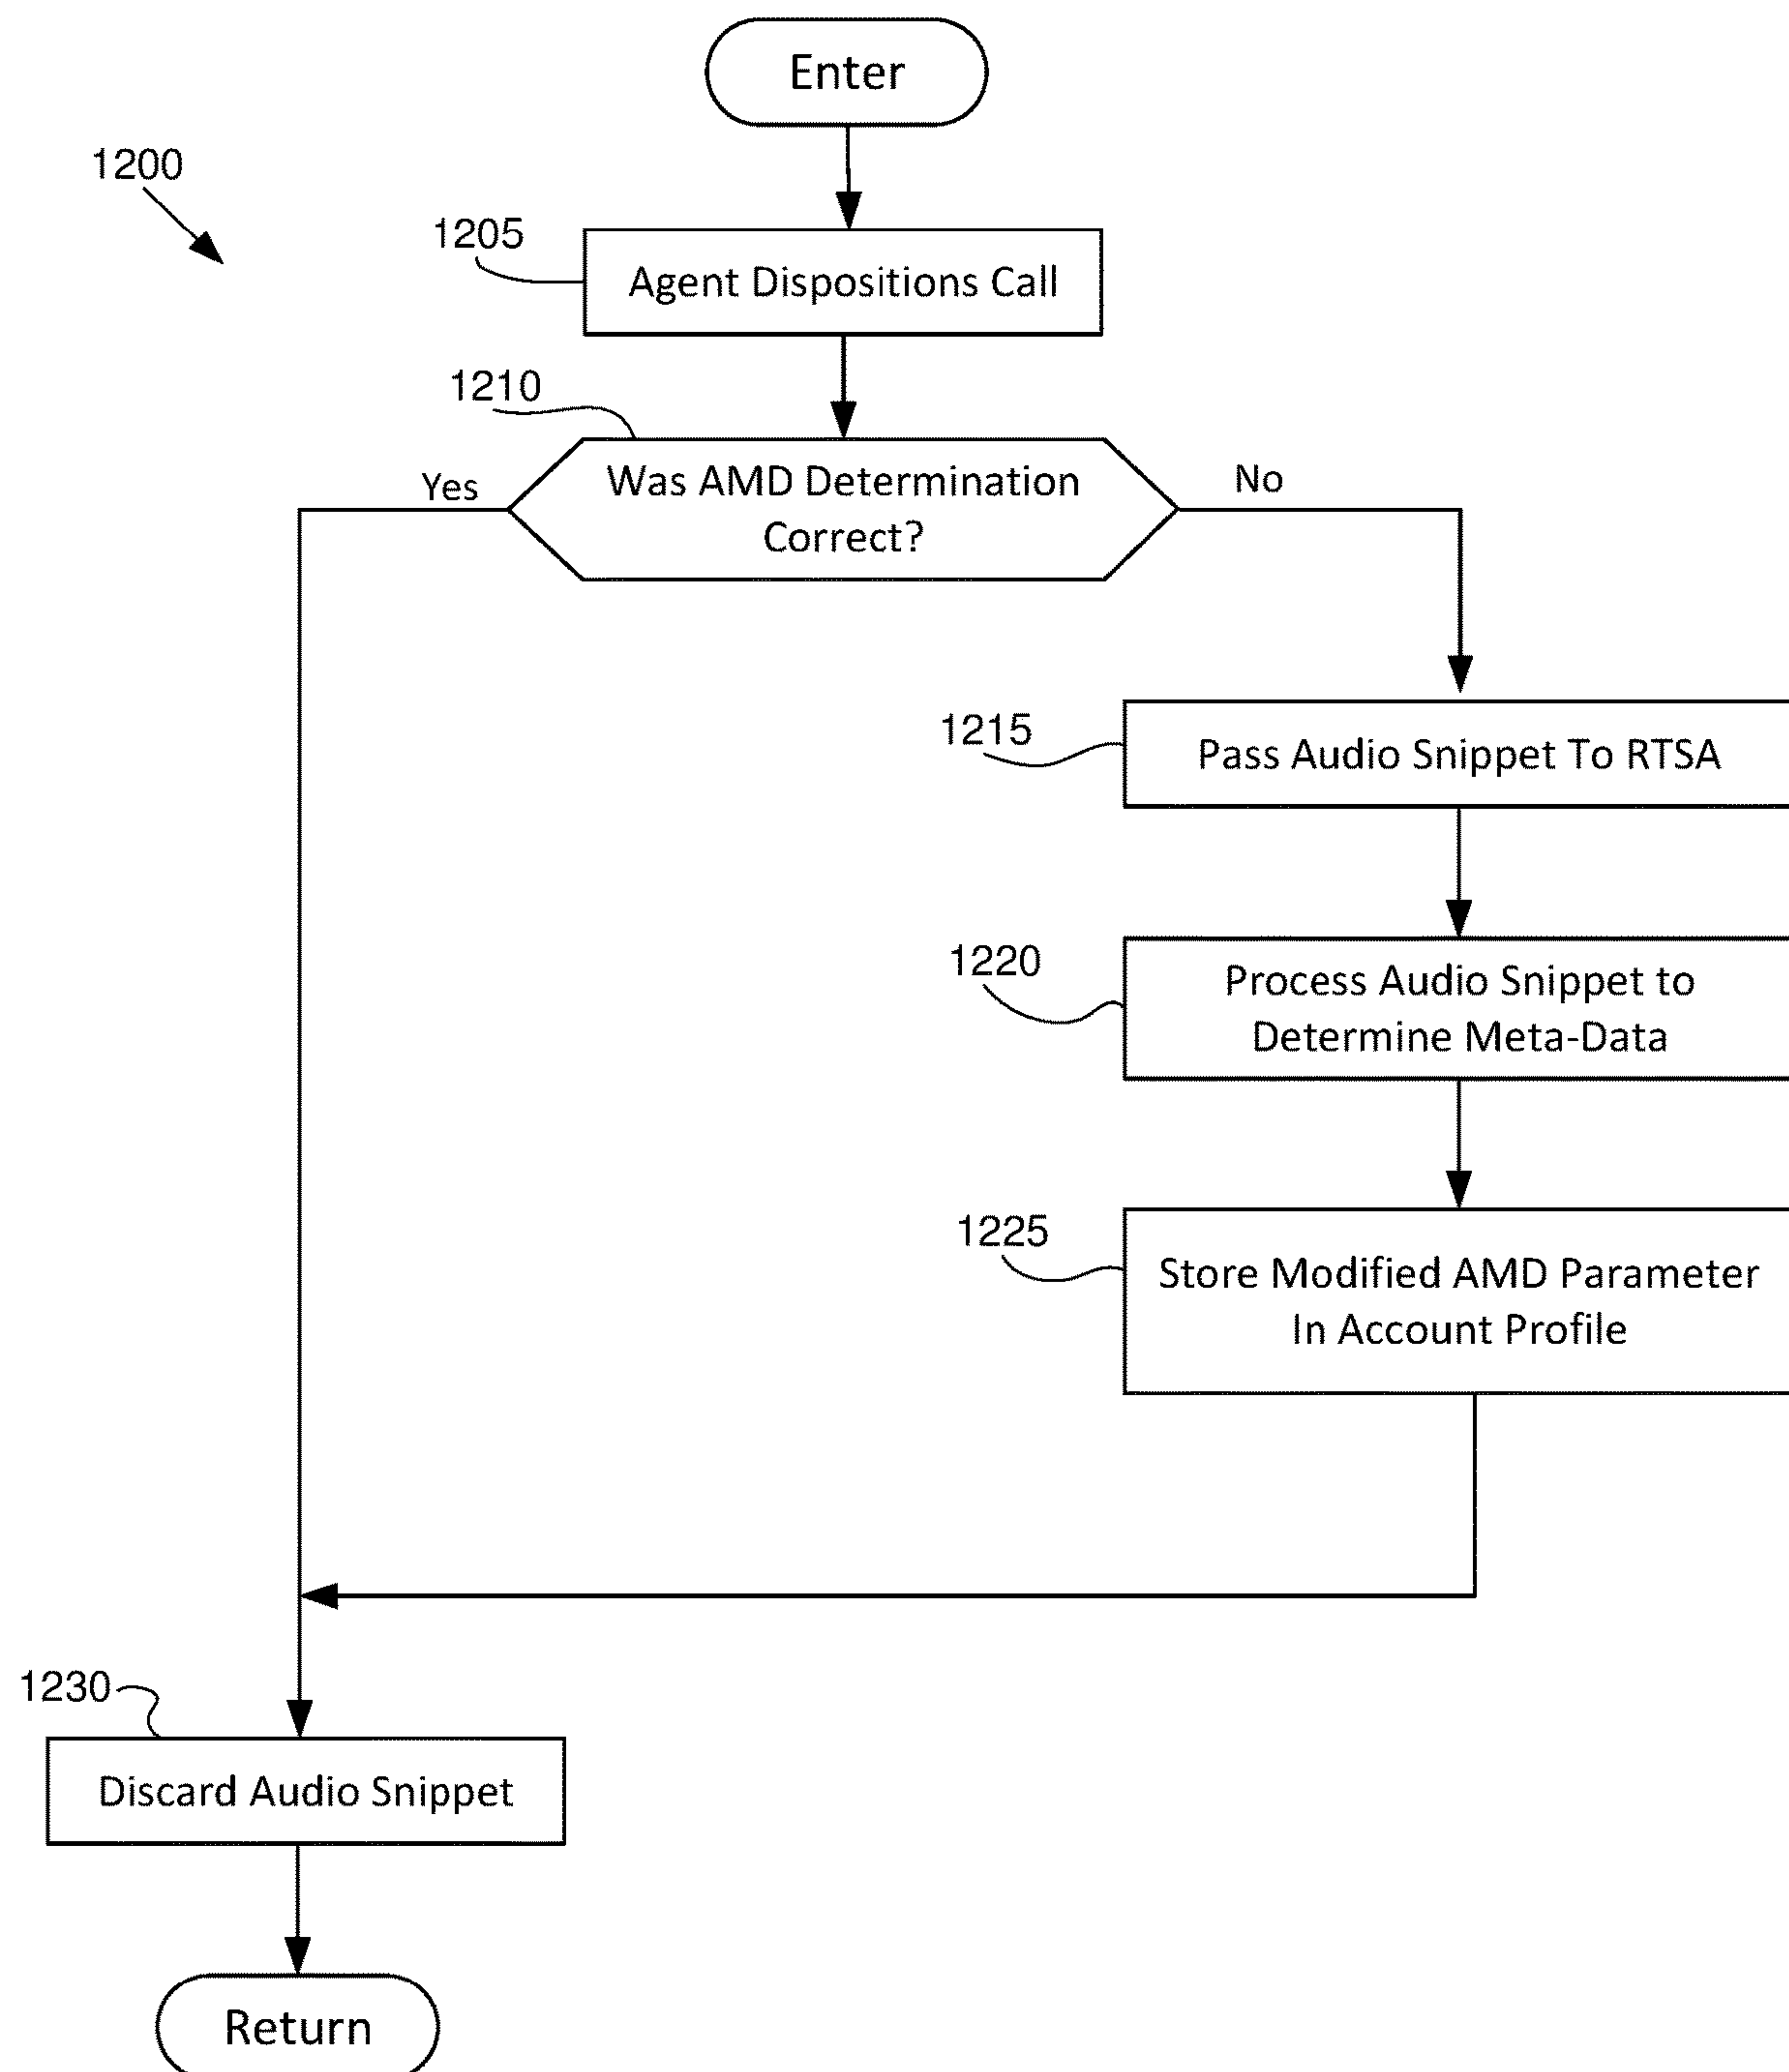 Enter
1200
1205
Agent Dispositions Call
1210
Yes
Was AMD Determination
Correct?
No
1215
Pass Audio Snippet To RTSA
1220
Process Audio Snippet to
Determine Meta-Data
1225
Store Modified AMD Parameter
In Account Profile
1230
Discard Audio Snippet
Return